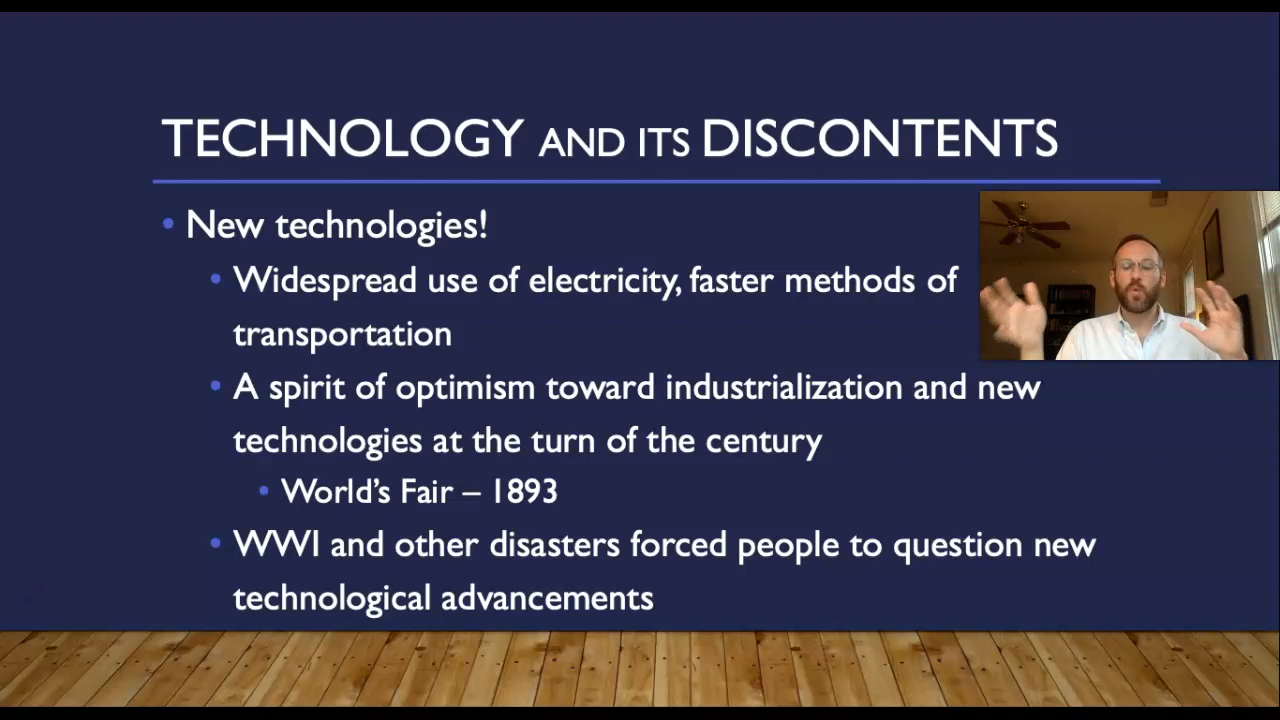 TECHNOLOGY AND ITS DISCONTENTS
• New technologies!
• Widespread use of electricity, faster methods of
transportation
• A spirit of optimism toward industrialization and new
technologies at the turn of the century
• World's Fair – 1893
• WWI and other disasters forced people to question new
technological advancements